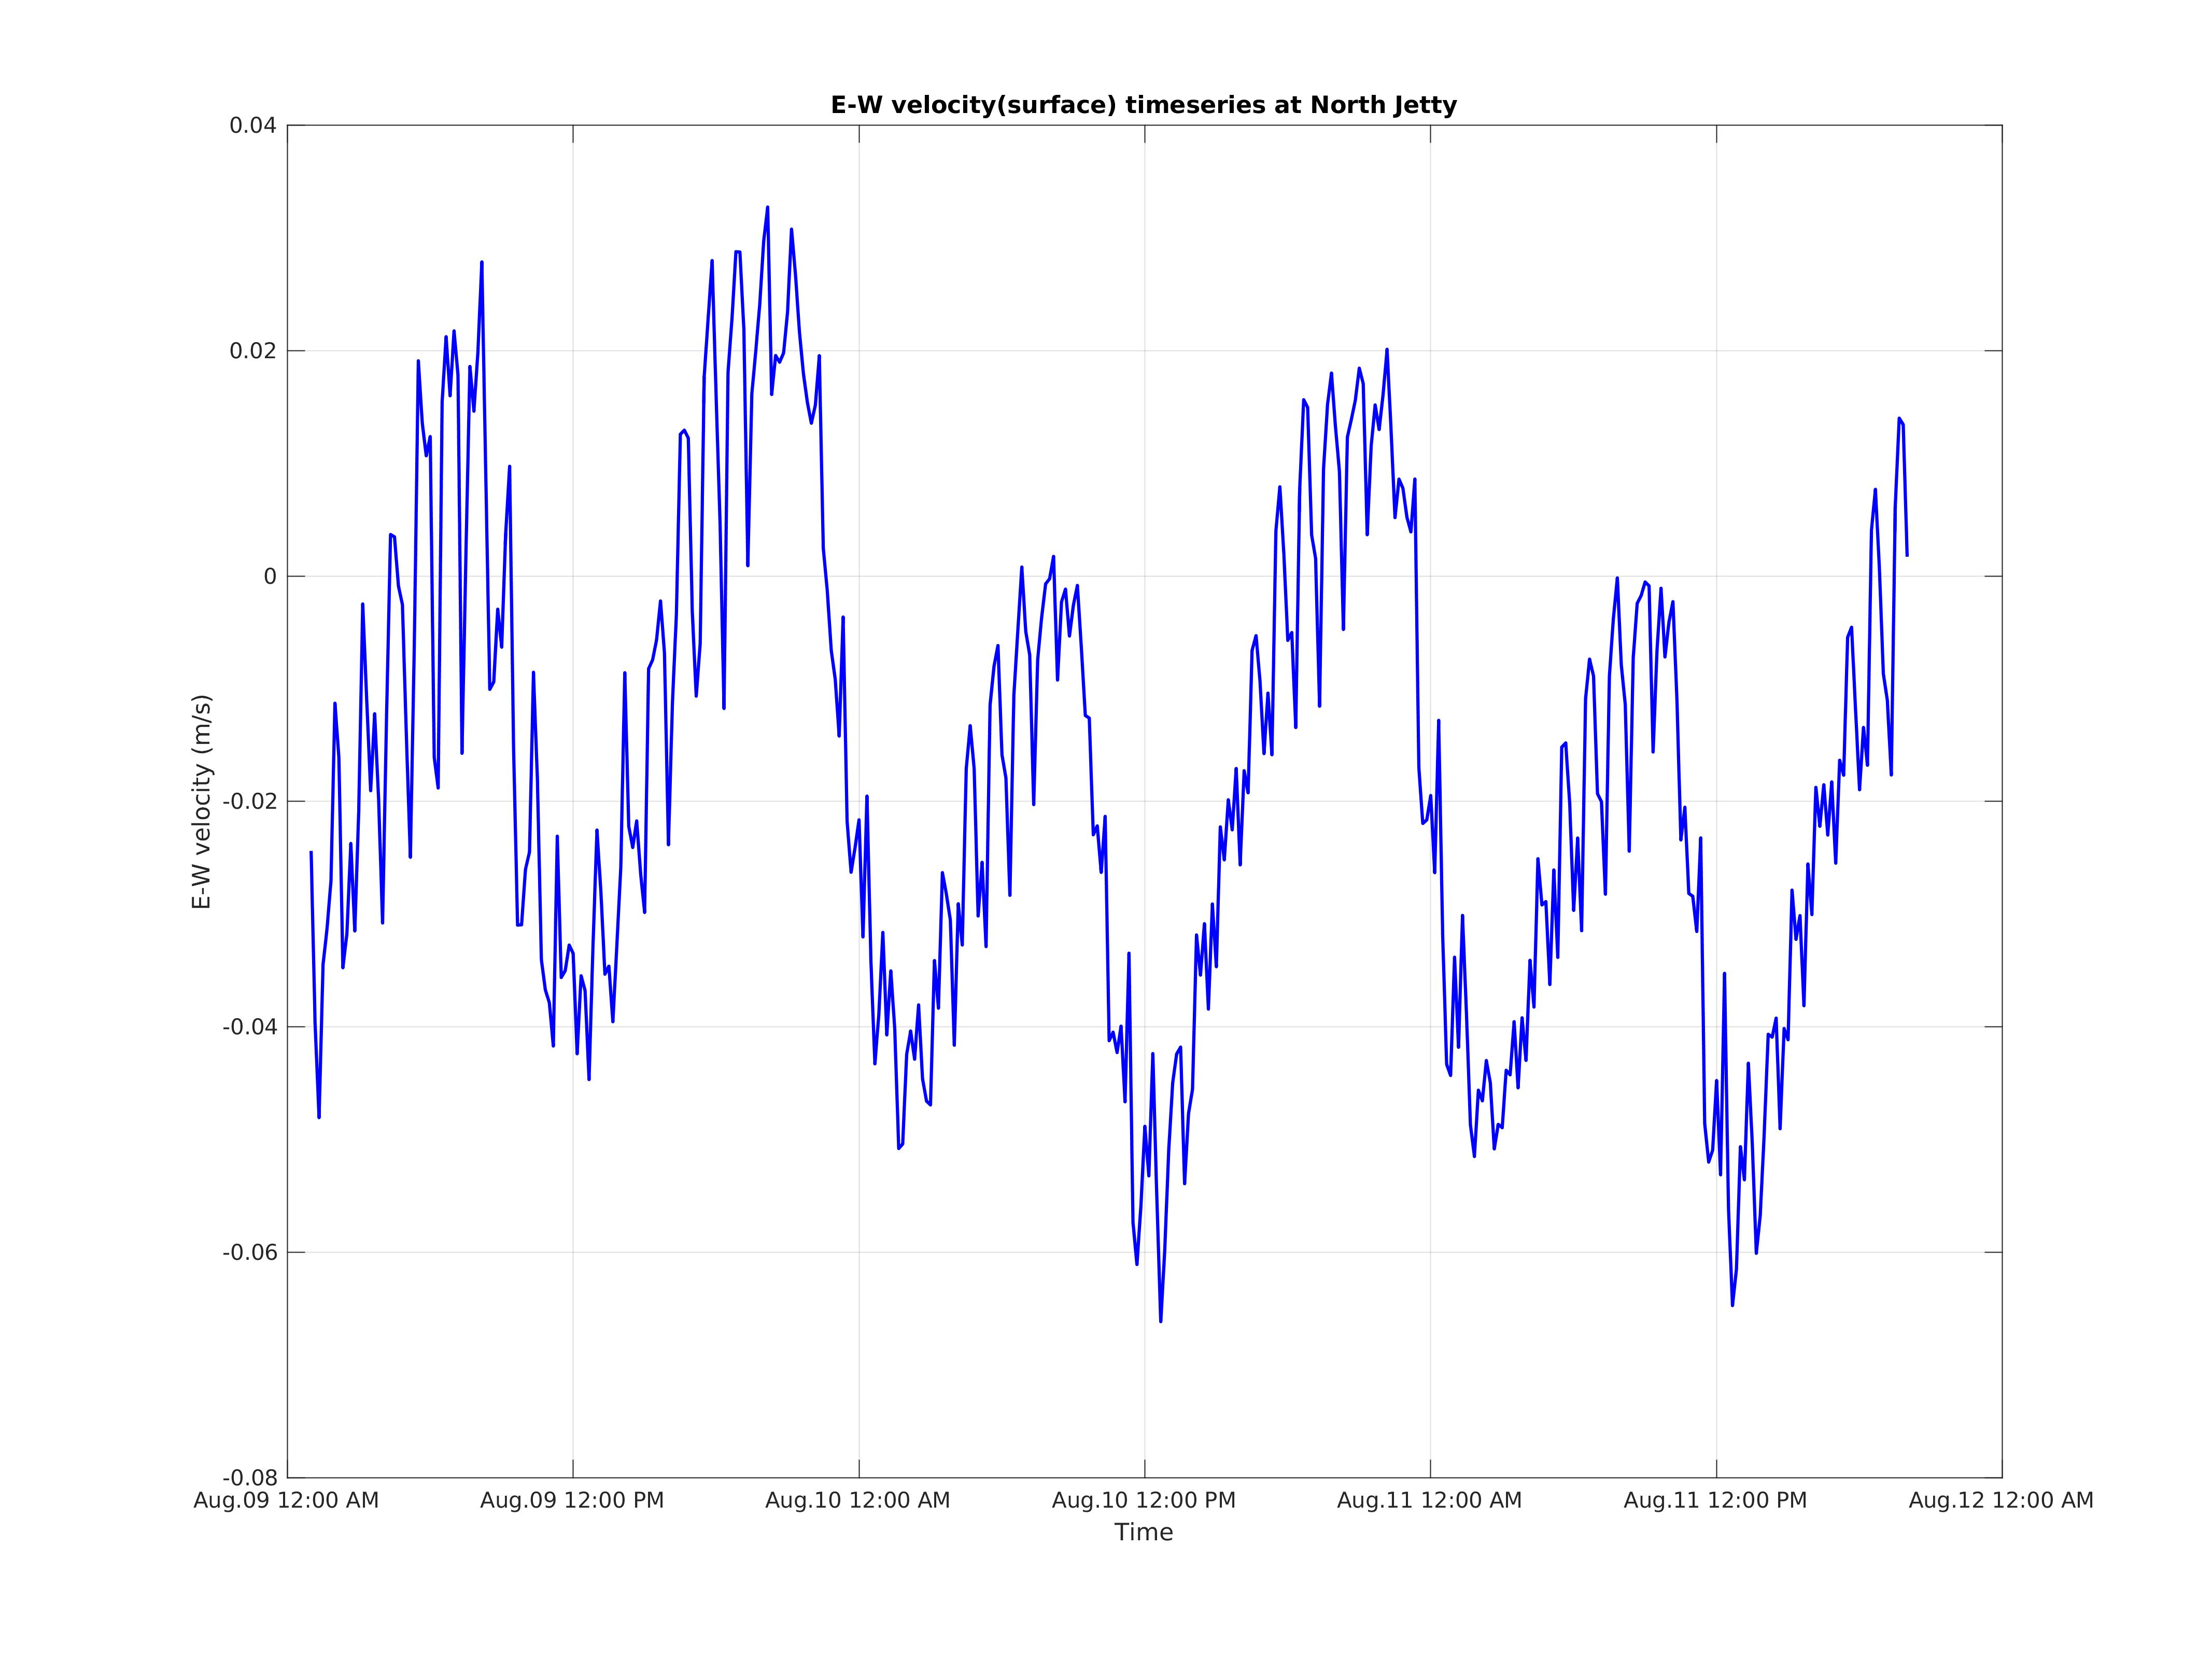 E-W velocity(surface) timeseries at North Jetty
0.04
0.02
0
-0.02
-0.04
-0.06
-0.08
E-W velocity (m/s)
Aug.09 12:00 AM Aug.09 12:00 PM Aug.10 12:00 AM Aug.10 12:00 PM Aug.11 12:00 AM Aug.11 12:00 PM Aug.12 12:00 AM
Time